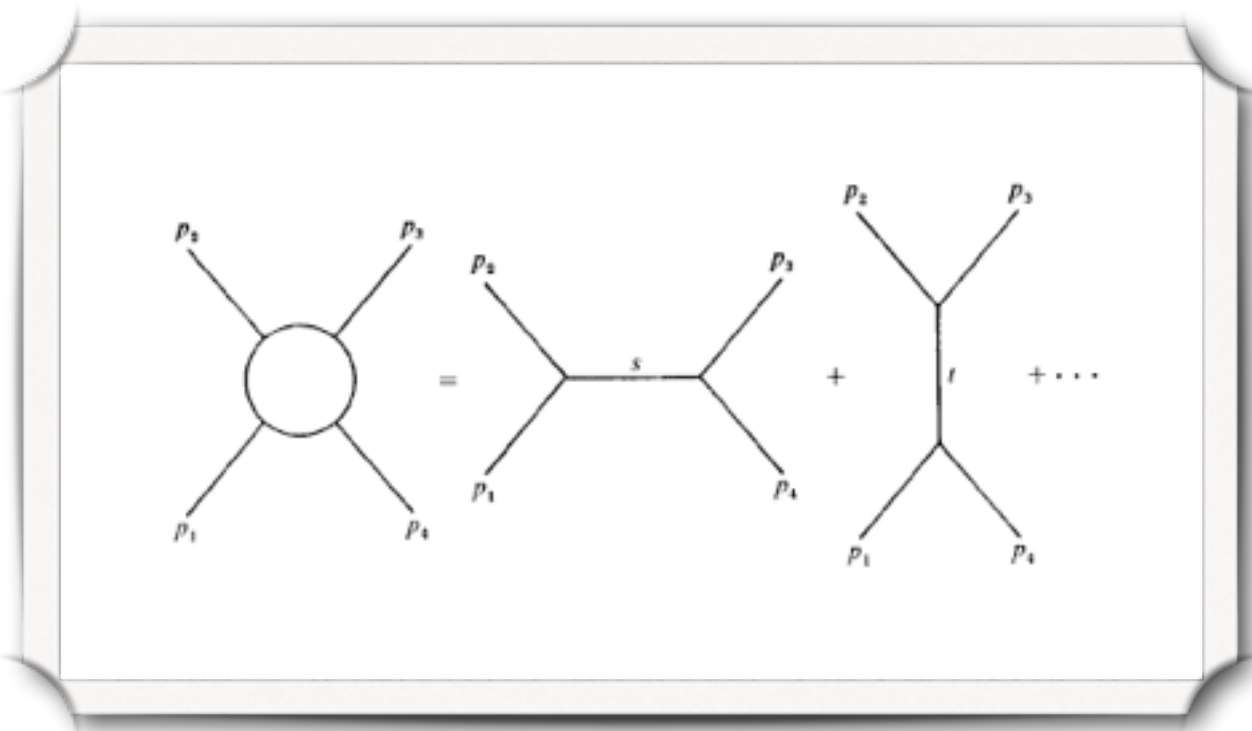 p₂ p₃
p₂ p₃
p₂ p₃
= s + t + · · ·
p₁ p₄
p₁ p₄
p₁ p₄